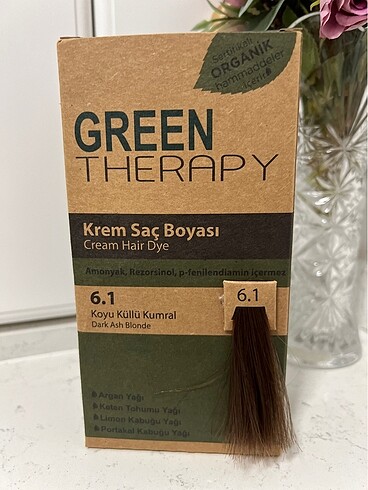 Sertifikalı
ORGANİK
hammaddeler
içerir
GREEN
THERAPY
Krem Saç Boyası
Cream Hair Dye
Amonyak, Rezorsinol, p-fenilendiamin içermez
6.1
Koyu Küllü Kumral
Dark Ash Blonde
6.1
Argan Yağı
Keten Tohumu Yağı
Limon Kabuğu Yağı
Portakal Kabuğu Yağı